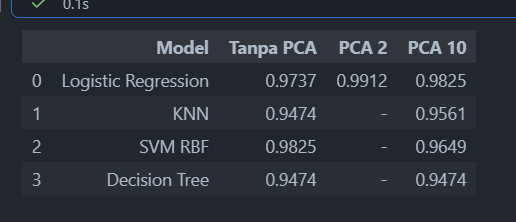 0.1s
Model Tanpa PCA PCA 2 PCA 10
0 Logistic Regression 0.9737 0.9912 0.9825
1 KNN 0.9474 - 0.9561
2 SVM RBF 0.9825 - 0.9649
3 Decision Tree 0.9474 - 0.9474